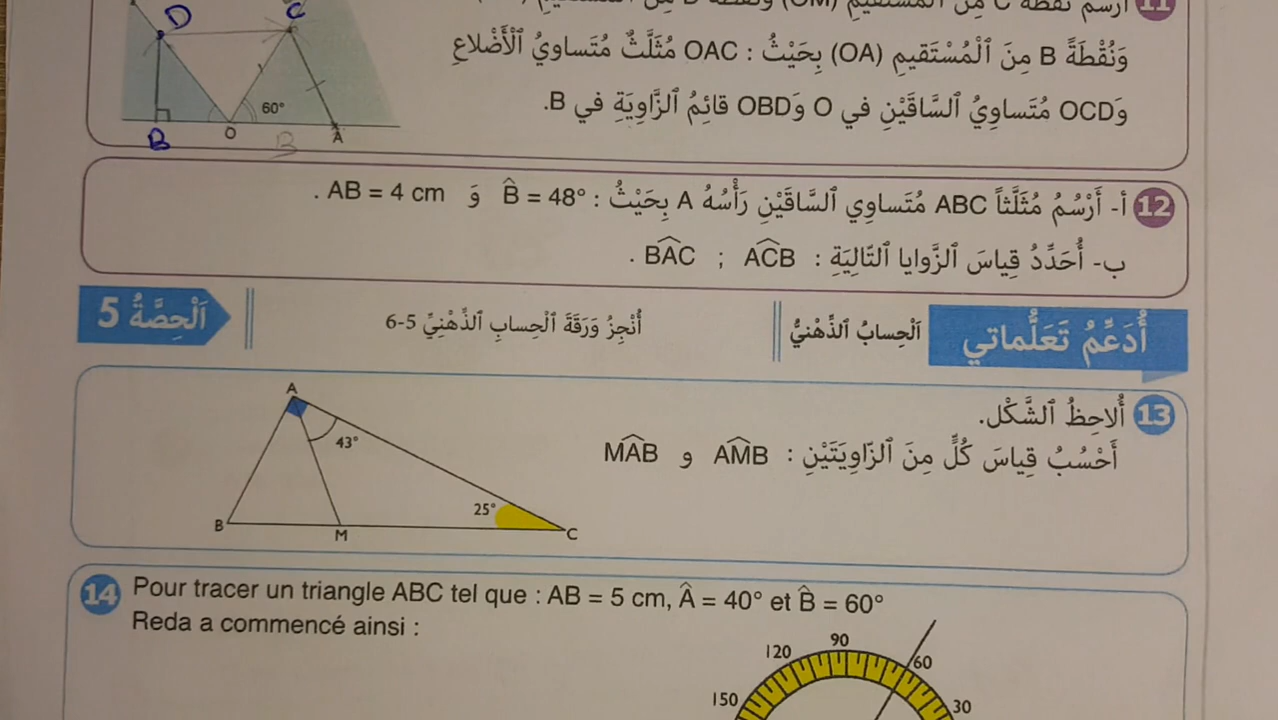 11 أَرْسُمُ نُقْطَةً C مِنَ ٱلْمُسْتَقيمِ (OM)
وَنُقْطَةً B مِنَ ٱلْمُسْتَقيمِ (OA) بِحَيْثُ : OAC مُثَلَّثٌ مُتَساوِيُ ٱلْأَضْلاعِ
وَOCD مُتَساوِيُ ٱلسَّاقَيْنِ في O وَOBD قائِمُ ٱلزَّاوِيَةِ في B.
D C
60°
B O B A
12 أ- أَرْسُمُ مُثَلَّثاً ABC مُتَساوِي ٱلسَّاقَيْنِ رَأْسُهُ A بِحَيْثُ : B̂ = 48° وَ AB = 4 cm .
ب- أُحَدِّدُ قِياسَ ٱلزَّوايا ٱلتّالِيَةِ : AĈB ; BÂC .
أُدَعِّمُ تَعَلُّماتي
اَلْحِسابُ ٱلذِّهْنِيُّ
أُنْجِزُ وَرَقَةَ ٱلْحِسابِ ٱلذِّهْنِيِّ 5-6
اَلْحِصَّةُ 5
13 أُلاحِظُ ٱلشَّكْل.
أَحْسُبُ قِياسَ كُلٍّ مِنَ ٱلزّاوِيَتَيْنِ : AM̂B و MÂB
A
43°
25°
B M C
14 Pour tracer un triangle ABC tel que : AB = 5 cm, Â = 40° et B̂ = 60°
Reda a commencé ainsi :
150 120 90 60 30